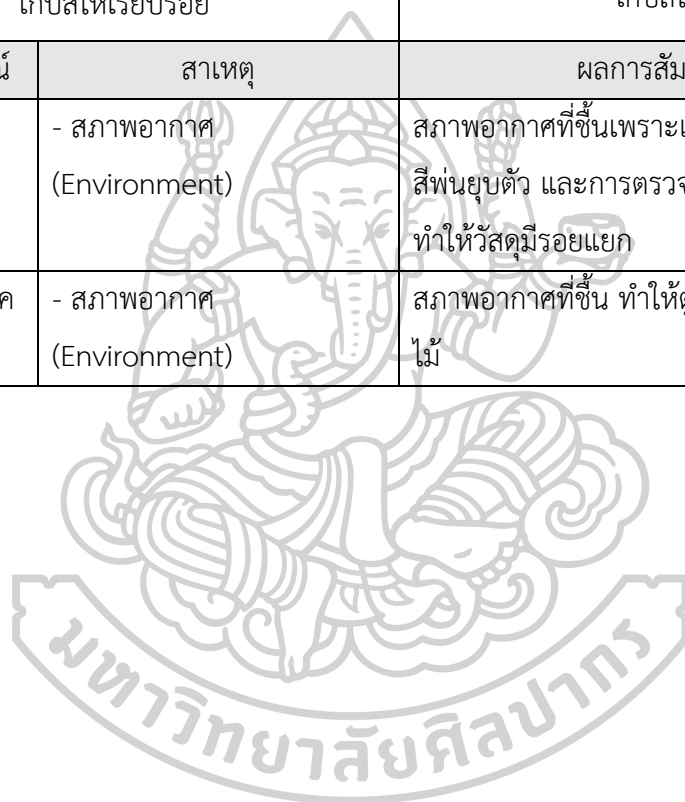 เก็บสีให้เรียบร้อย
สาเหตุ
ผลการสัม
- สภาพอากาศ
(Environment)
สภาพอากาศที่ชื้นเพราะเ
สีพ่นยุบตัว และการตรวจ
ทำให้วัสดุมีรอยแยก
ค
- สภาพอากาศ
(Environment)
สภาพอากาศที่ชื้น ทำให้ตู
ไม้
มหาวิทยาลัยศิลปากร